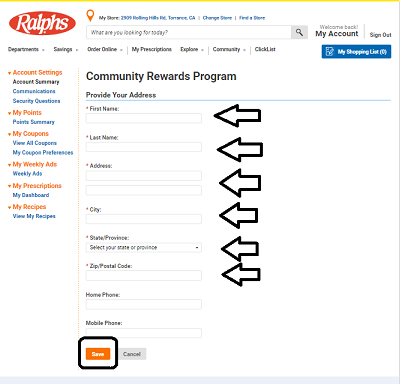 Ralphs
My Store: 2909 Rolling Hills Rd, Torrance, CA | Change Store | Find a Store
What are you looking for today?
Welcome back!
My Account
Sign Out
Departments Savings Order Online My Prescriptions Explore Community ClickList
My Shopping List (0)
Account Settings
Account Summary
Communications
Security Questions
My Points
Points Summary
My Coupons
View All Coupons
My Coupon Preferences
My Weekly Ads
Weekly Ads
My Prescriptions
My Dashboard
My Recipes
View My Recipes
Community Rewards Program
Provide Your Address
* First Name:
* Last Name:
* Address:
* City:
* State/Province:
Select your state or province
* Zip/Postal Code:
Home Phone:
Mobile Phone:
Save Cancel